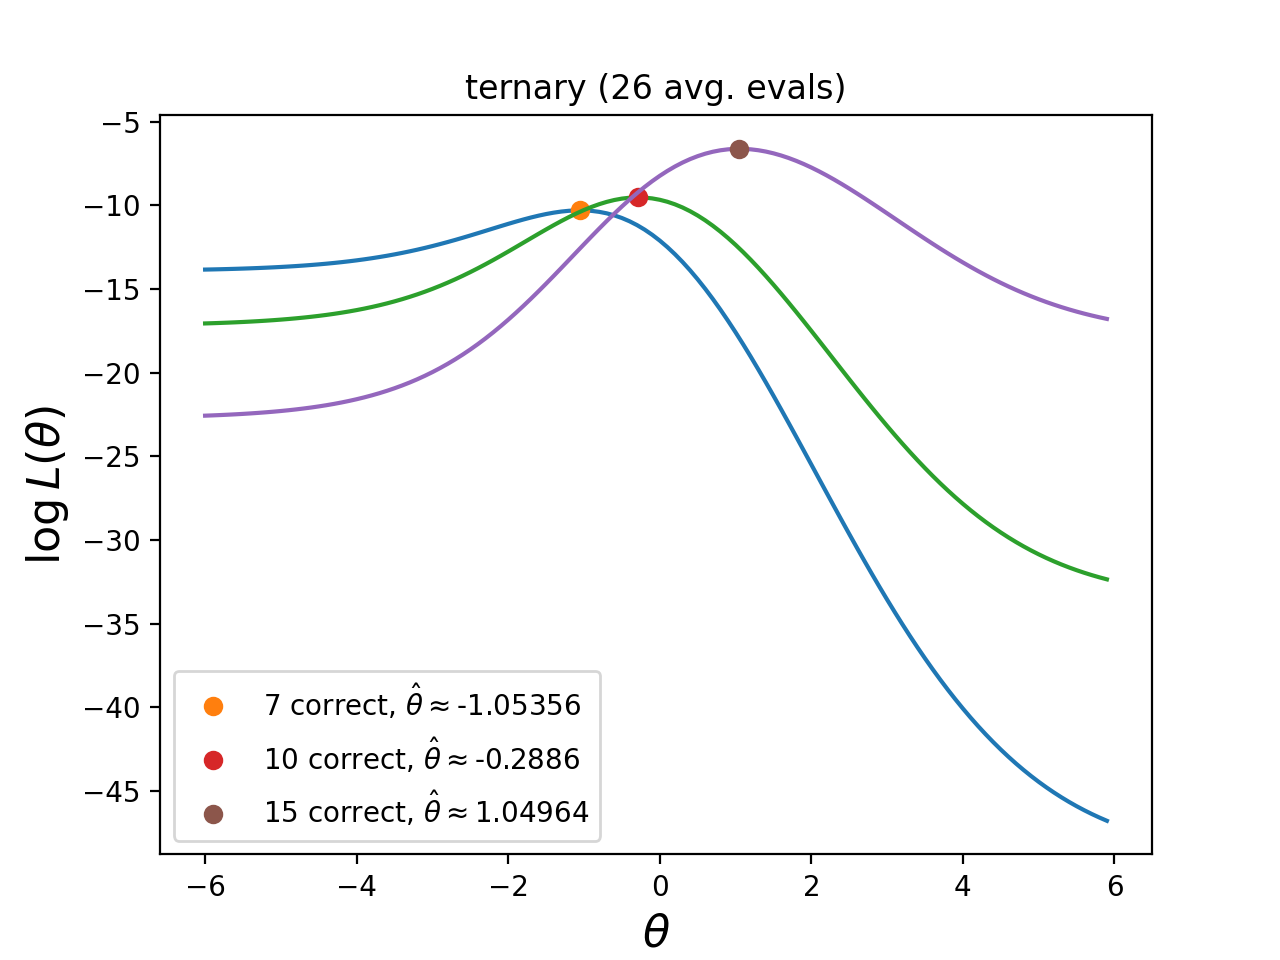 ternary (26 avg. evals)
−5
−10
−15
−20
−25
−30
−35
−40
−45
log L(θ)
7 correct, θ̂ ≈ -1.05356
10 correct, θ̂ ≈ -0.2886
15 correct, θ̂ ≈ 1.04964
−6 −4 −2 0 2 4 6
θ